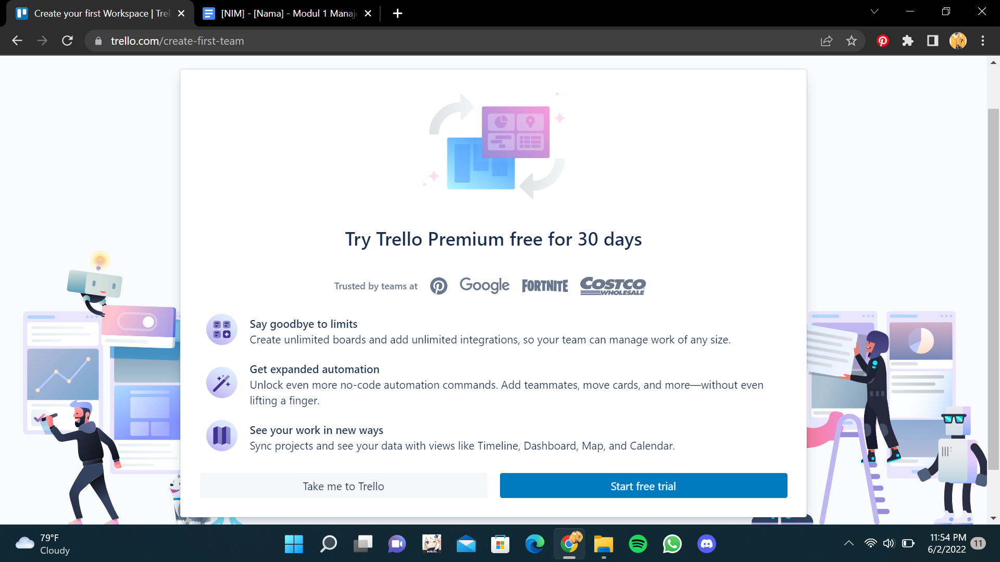 Create your first Workspace | Trel
[NIM] - [Nama] - Modul 1 Manaj
trello.com/create-first-team
Try Trello Premium free for 30 days
Trusted by teams at
Google
FORTNITE
COSTCO
WHOLESALE
Say goodbye to limits
Create unlimited boards and add unlimited integrations, so your team can manage work of any size.
Get expanded automation
Unlock even more no-code automation commands. Add teammates, move cards, and more—without even
lifting a finger.
See your work in new ways
Sync projects and see your data with views like Timeline, Dashboard, Map, and Calendar.
Take me to Trello
Start free trial
79°F
Cloudy
11:54 PM
6/2/2022
11